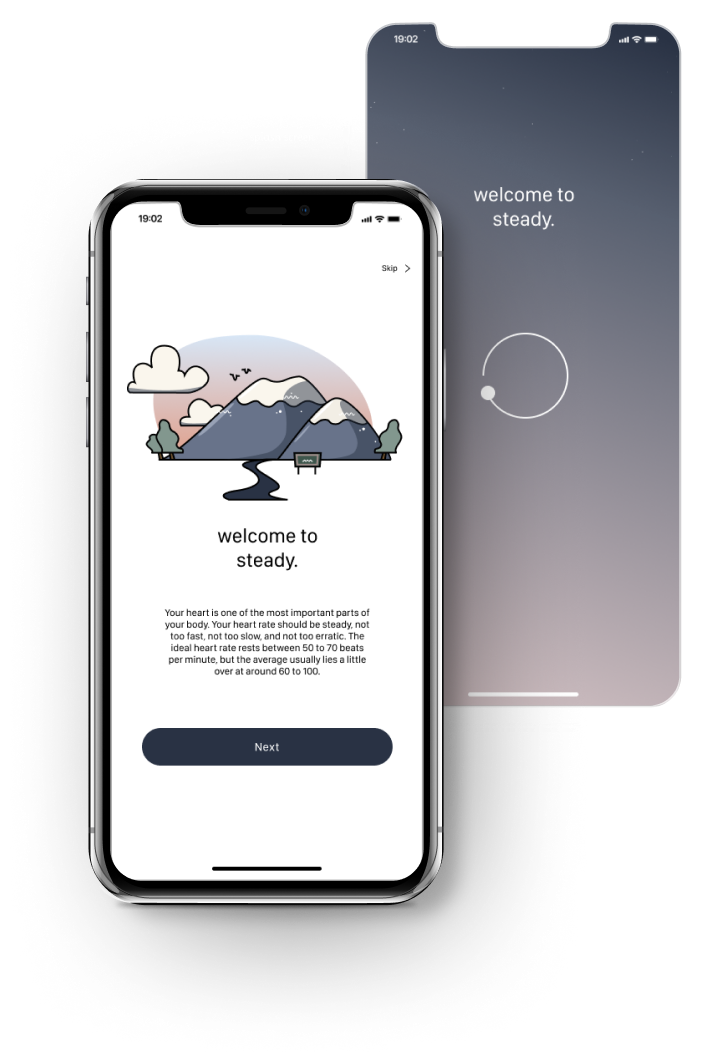 19:02
welcome to
steady.
19:02
Skip
welcome to
steady.
Your heart is one of the most important parts of
your body. Your heart rate should be steady, not
too fast, not too slow, and not too erratic. The
ideal heart rate rests between 50 to 70 beats
per minute, but the average usually lies a little
over at around 60 to 100.
Next